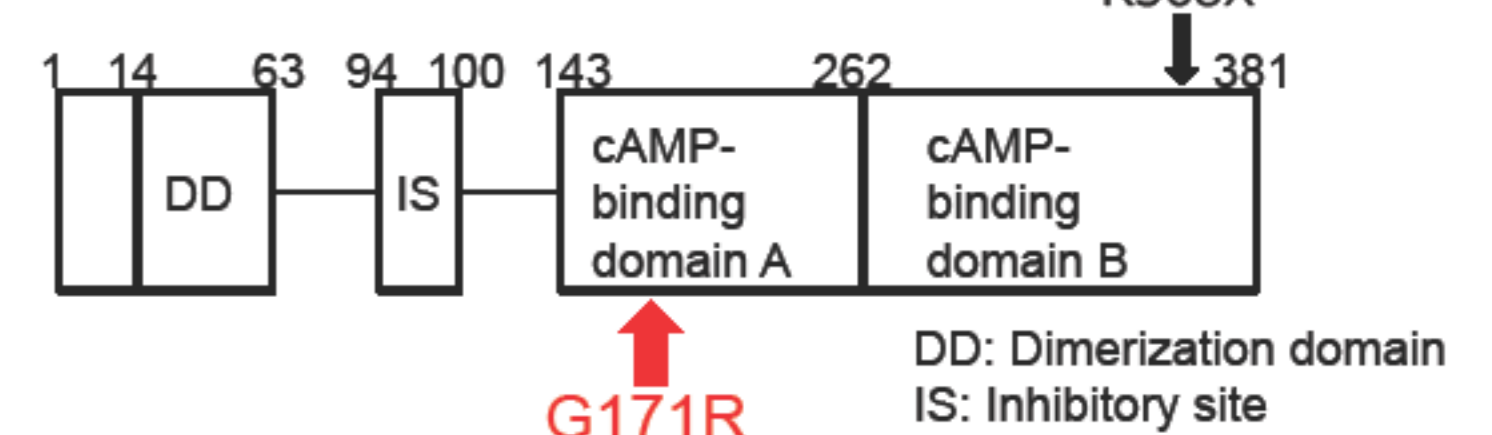 1 14 63 94 100 143 262 381
DD
IS
cAMP-
binding
domain A
cAMP-
binding
domain B
G171R
DD: Dimerization domain
IS: Inhibitory site